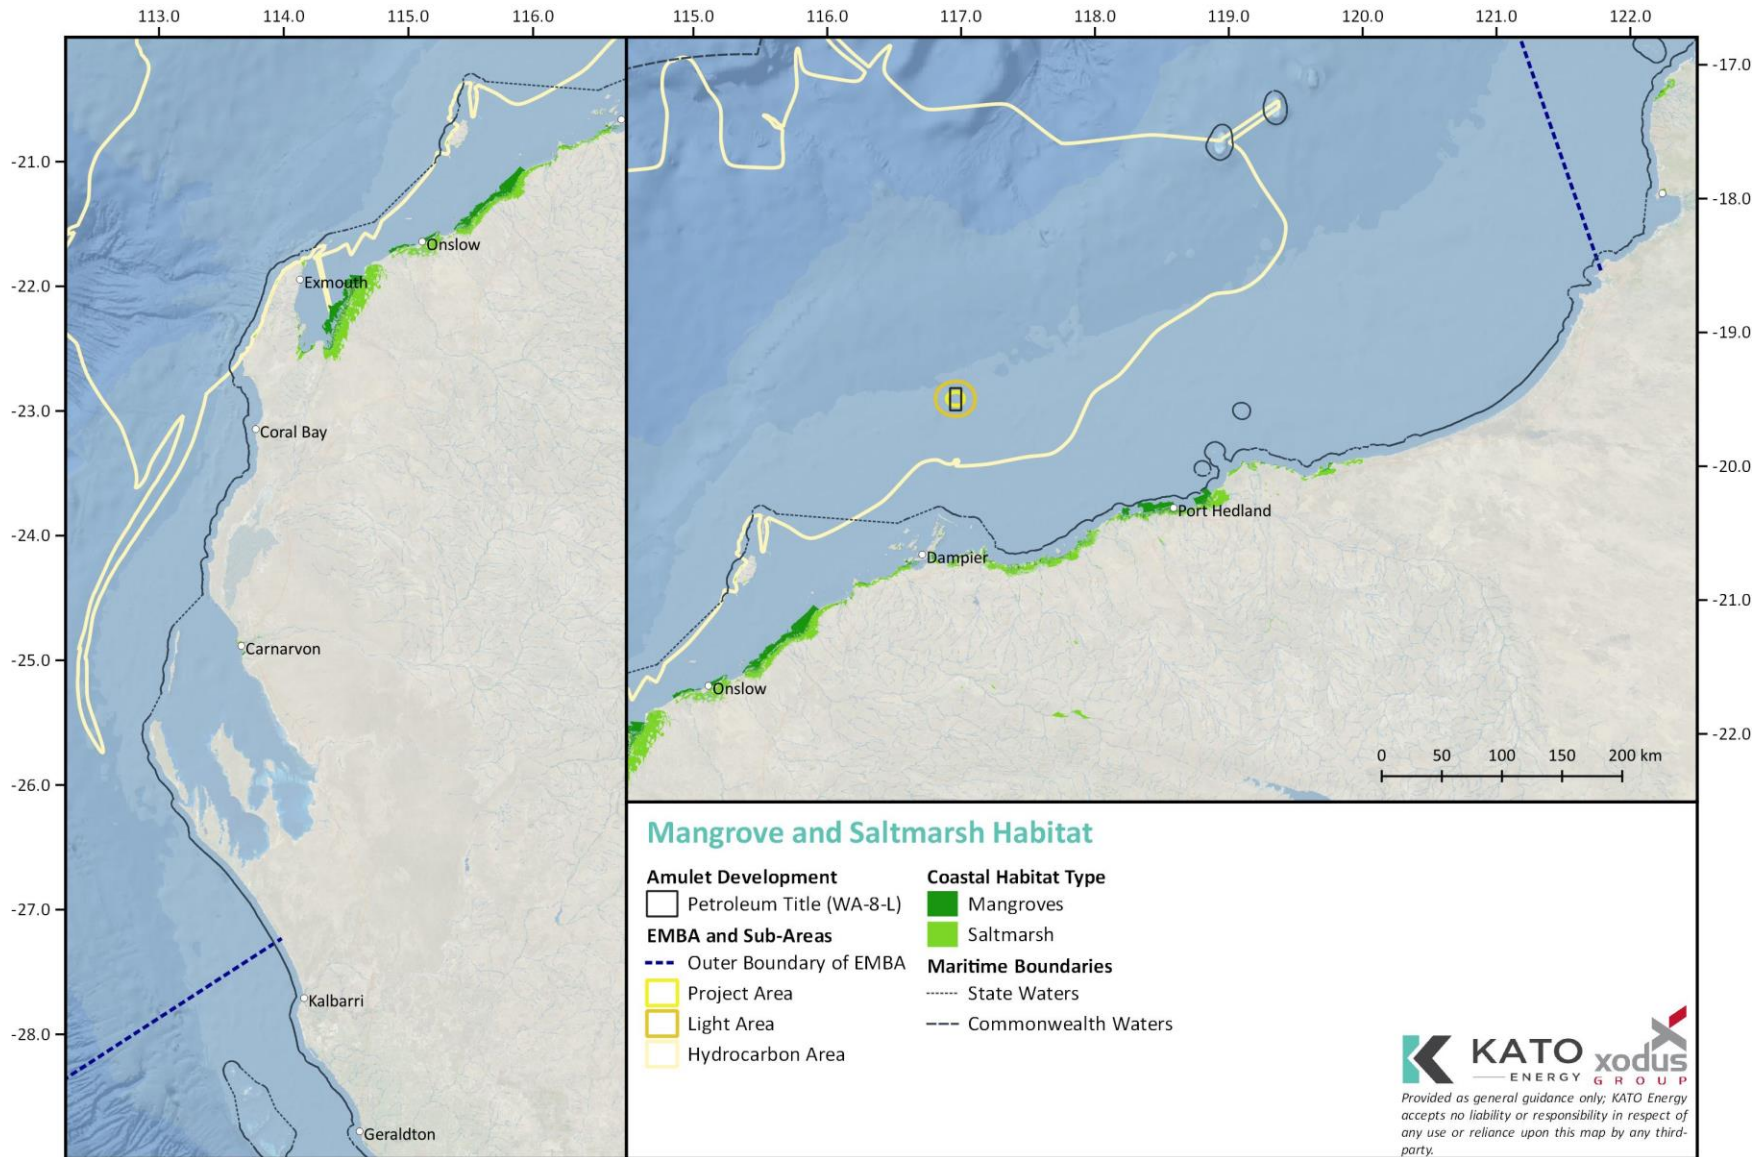 113.0 114.0 115.0 116.0
115.0 116.0 117.0 118.0 119.0 120.0 121.0 122.0
-21.0
-22.0
-23.0
-24.0
-25.0
-26.0
-27.0
-28.0
Onslow
Exmouth
Coral Bay
Carnarvon
Kalbarri
Geraldton
-17.0
-18.0
-19.0
-20.0
-21.0
-22.0
Port Hedland
Dampier
Onslow
0 50 100 150 200 km
Mangrove and Saltmarsh Habitat
Amulet Development
Petroleum Title (WA-8-L)
EMBA and Sub-Areas
Outer Boundary of EMBA
Project Area
Light Area
Hydrocarbon Area
Coastal Habitat Type
Mangroves
Saltmarsh
Maritime Boundaries
State Waters
Commonwealth Waters
KATO
ENERGY
xodus
GROUP
Provided as general guidance only; KATO Energy
accepts no liability or responsibility in respect of
any use or reliance upon this map by any third-
party.